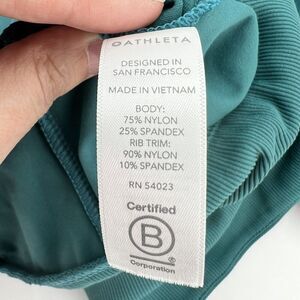 ATHLETA
DESIGNED IN
SAN FRANCISCO
MADE IN VIETNAM
BODY:
75% NYLON
25% SPANDEX
RIB TRIM:
90% NYLON
10% SPANDEX
RN 54023
Certified
B
Corporation